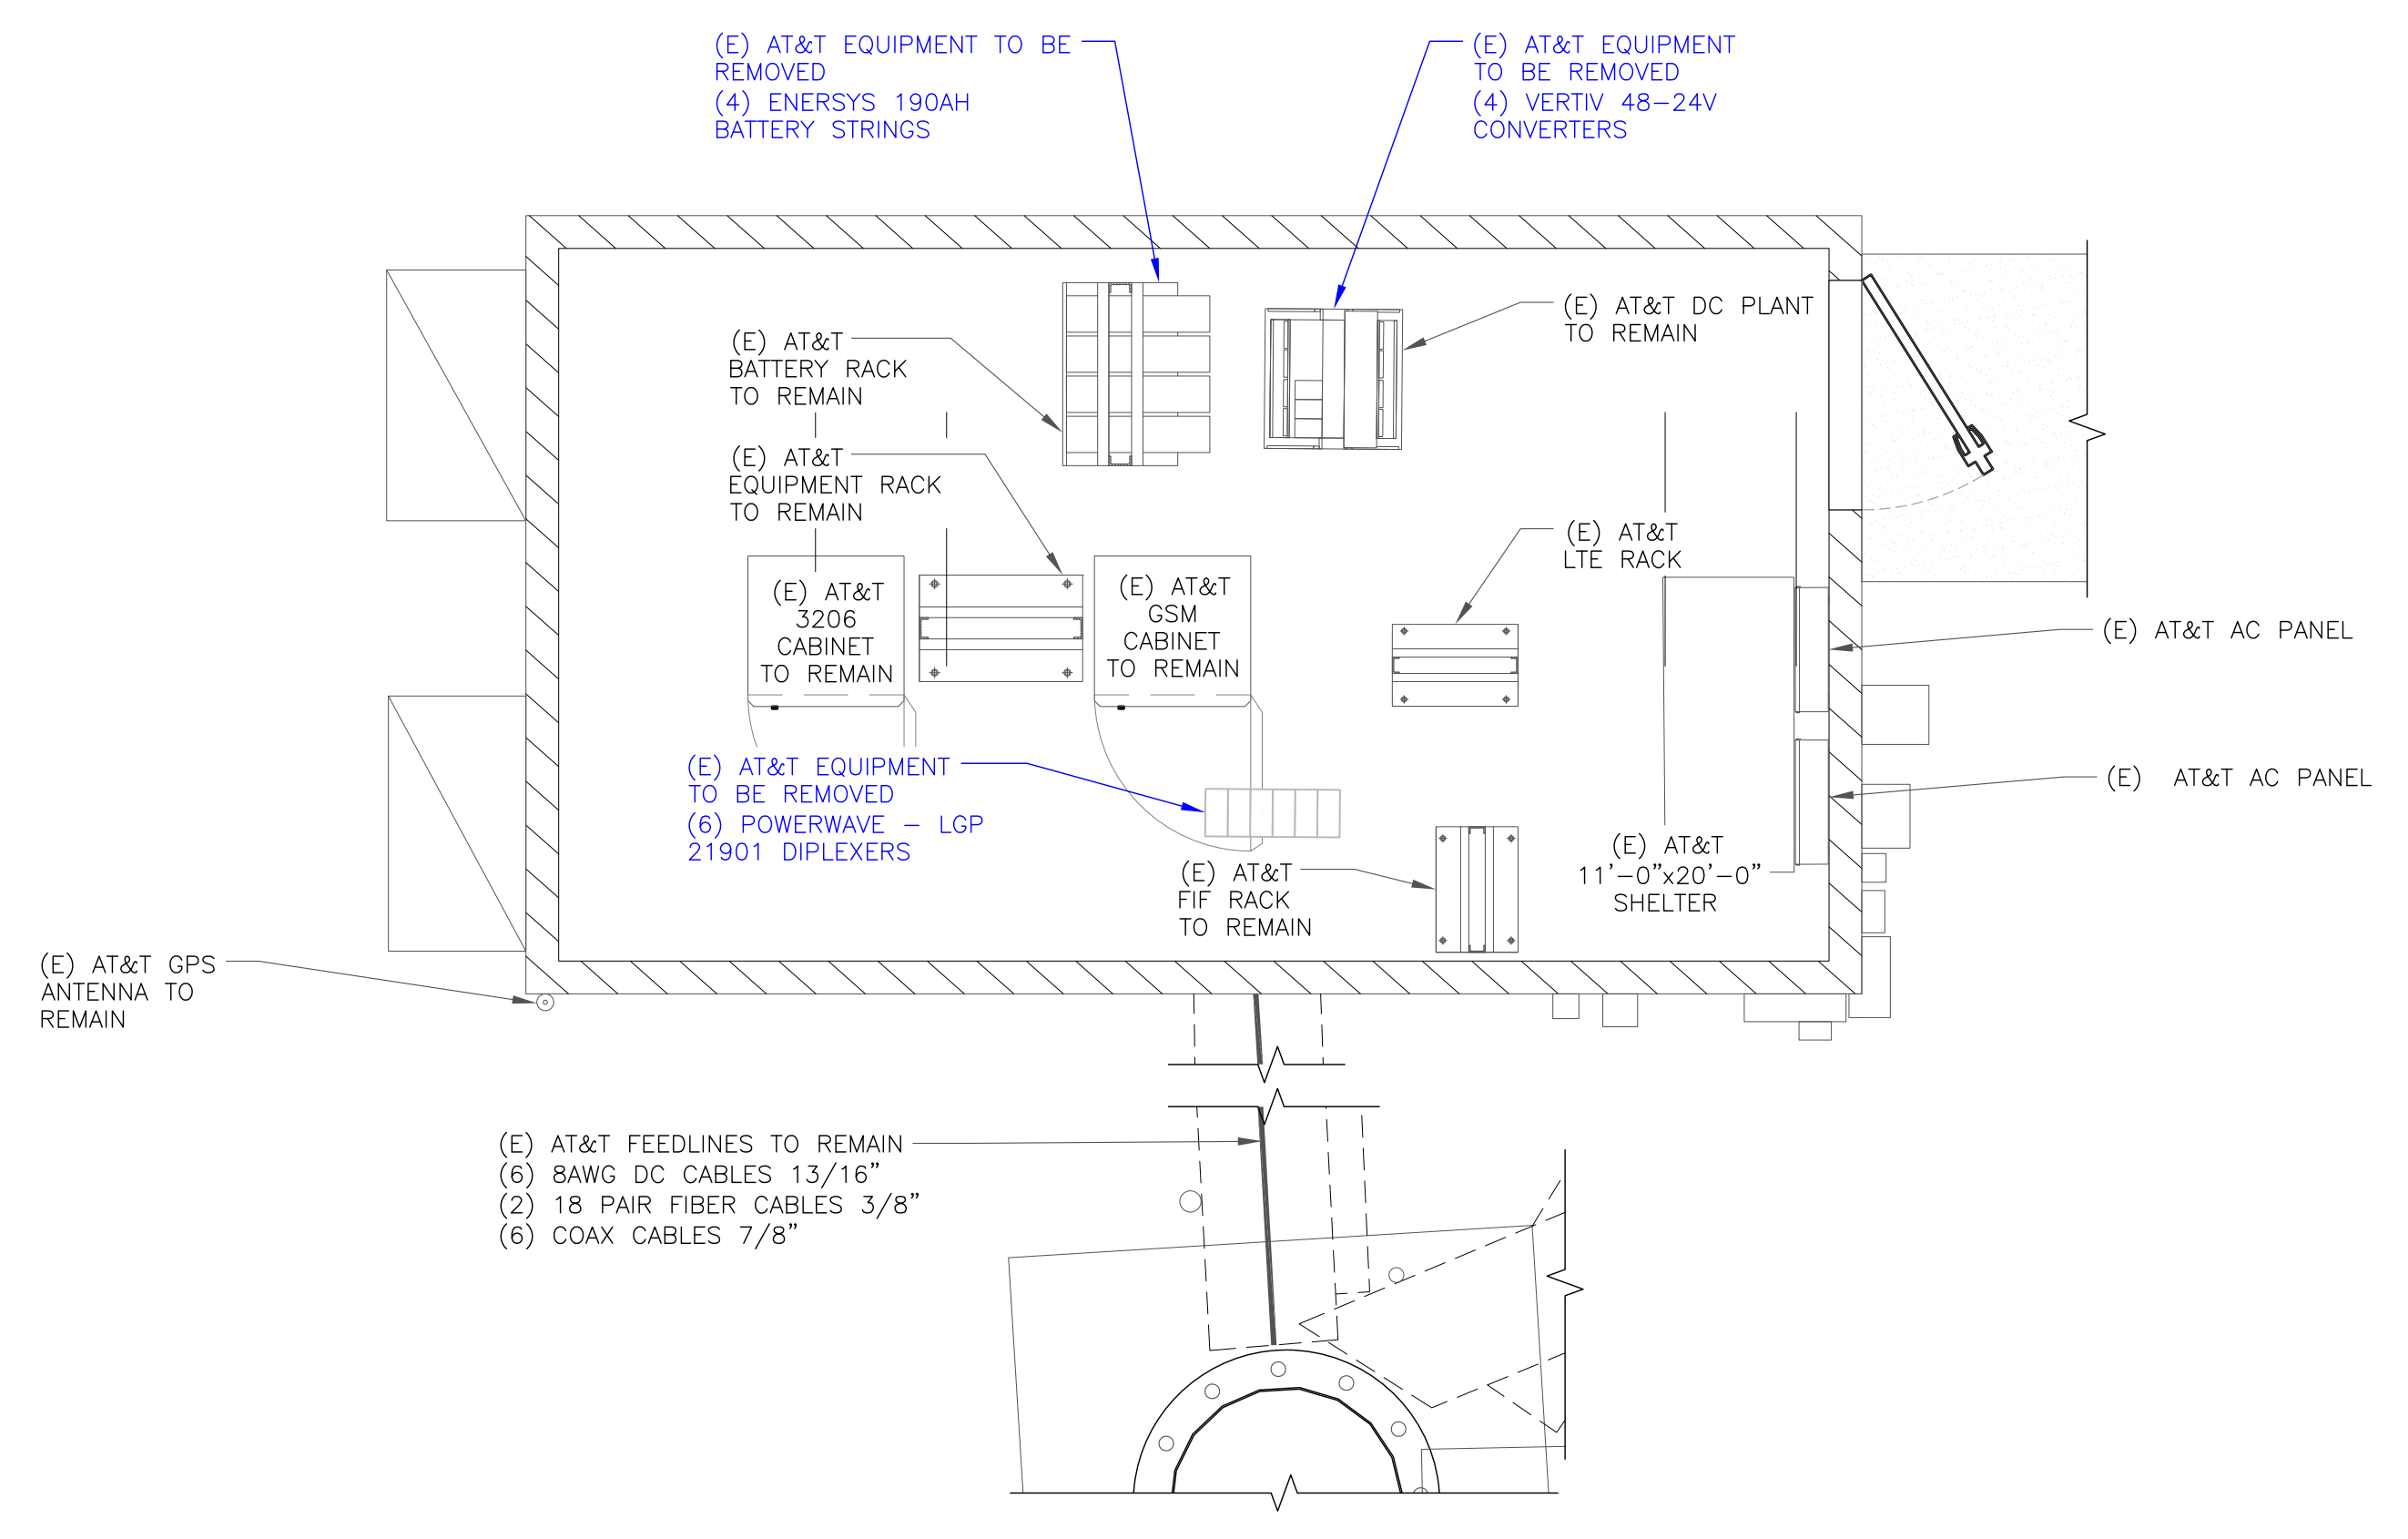 (E) AT&T EQUIPMENT TO BE
REMOVED
(4) ENERSYS 190AH
BATTERY STRINGS
(E) AT&T EQUIPMENT
TO BE REMOVED
(4) VERTIV 48-24V
CONVERTERS
(E) AT&T DC PLANT
TO REMAIN
(E) AT&T
BATTERY RACK
TO REMAIN
(E) AT&T
EQUIPMENT RACK
TO REMAIN
(E) AT&T
LTE RACK
(E) AT&T
3206
CABINET
TO REMAIN
(E) AT&T
GSM
CABINET
TO REMAIN
(E) AT&T AC PANEL
(E) AT&T AC PANEL
(E) AT&T EQUIPMENT
TO BE REMOVED
(6) POWERWAVE - LGP
21901 DIPLEXERS
(E) AT&T
FIF RACK
TO REMAIN
(E) AT&T
11'-0"x20'-0"
SHELTER
(E) AT&T GPS
ANTENNA TO
REMAIN
(E) AT&T FEEDLINES TO REMAIN
(6) 8AWG DC CABLES 13/16"
(2) 18 PAIR FIBER CABLES 3/8"
(6) COAX CABLES 7/8"